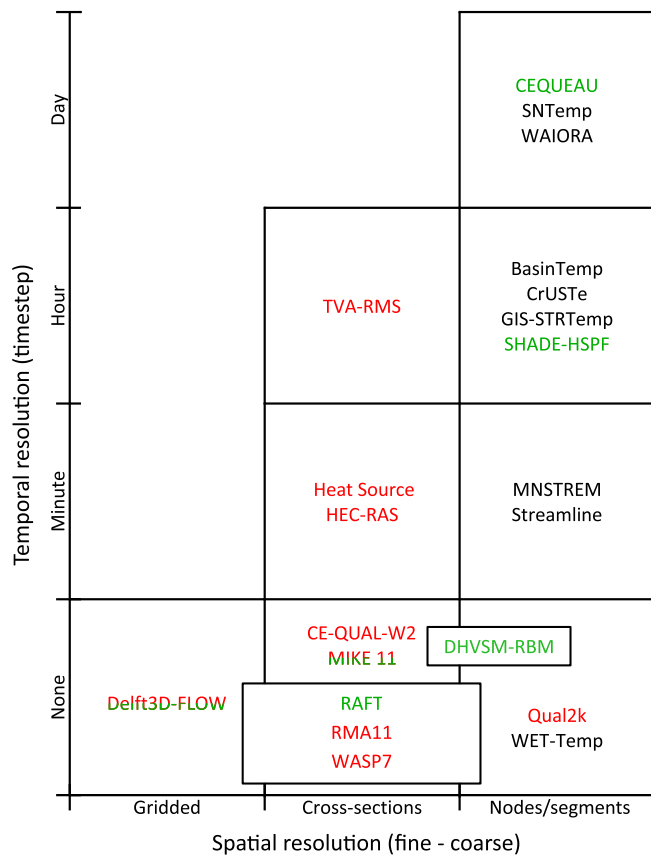 CEQUEAU
SNTemp
WAIORA
Day
BasinTemp
CrUSTe
GIS-STRTemp
SHADE-HSPF
TVA-RMS
Hour
Temporal resolution (timestep)
Heat Source
HEC-RAS
MNSTREM
Streamline
Minute
CE-QUAL-W2
MIKE 11
DHVSM-RBM
Delft3D-FLOW
RAFT
RMA11
WASP7
Qual2k
WET-Temp
None
Gridded
Cross-sections
Nodes/segments
Spatial resolution (fine - coarse)